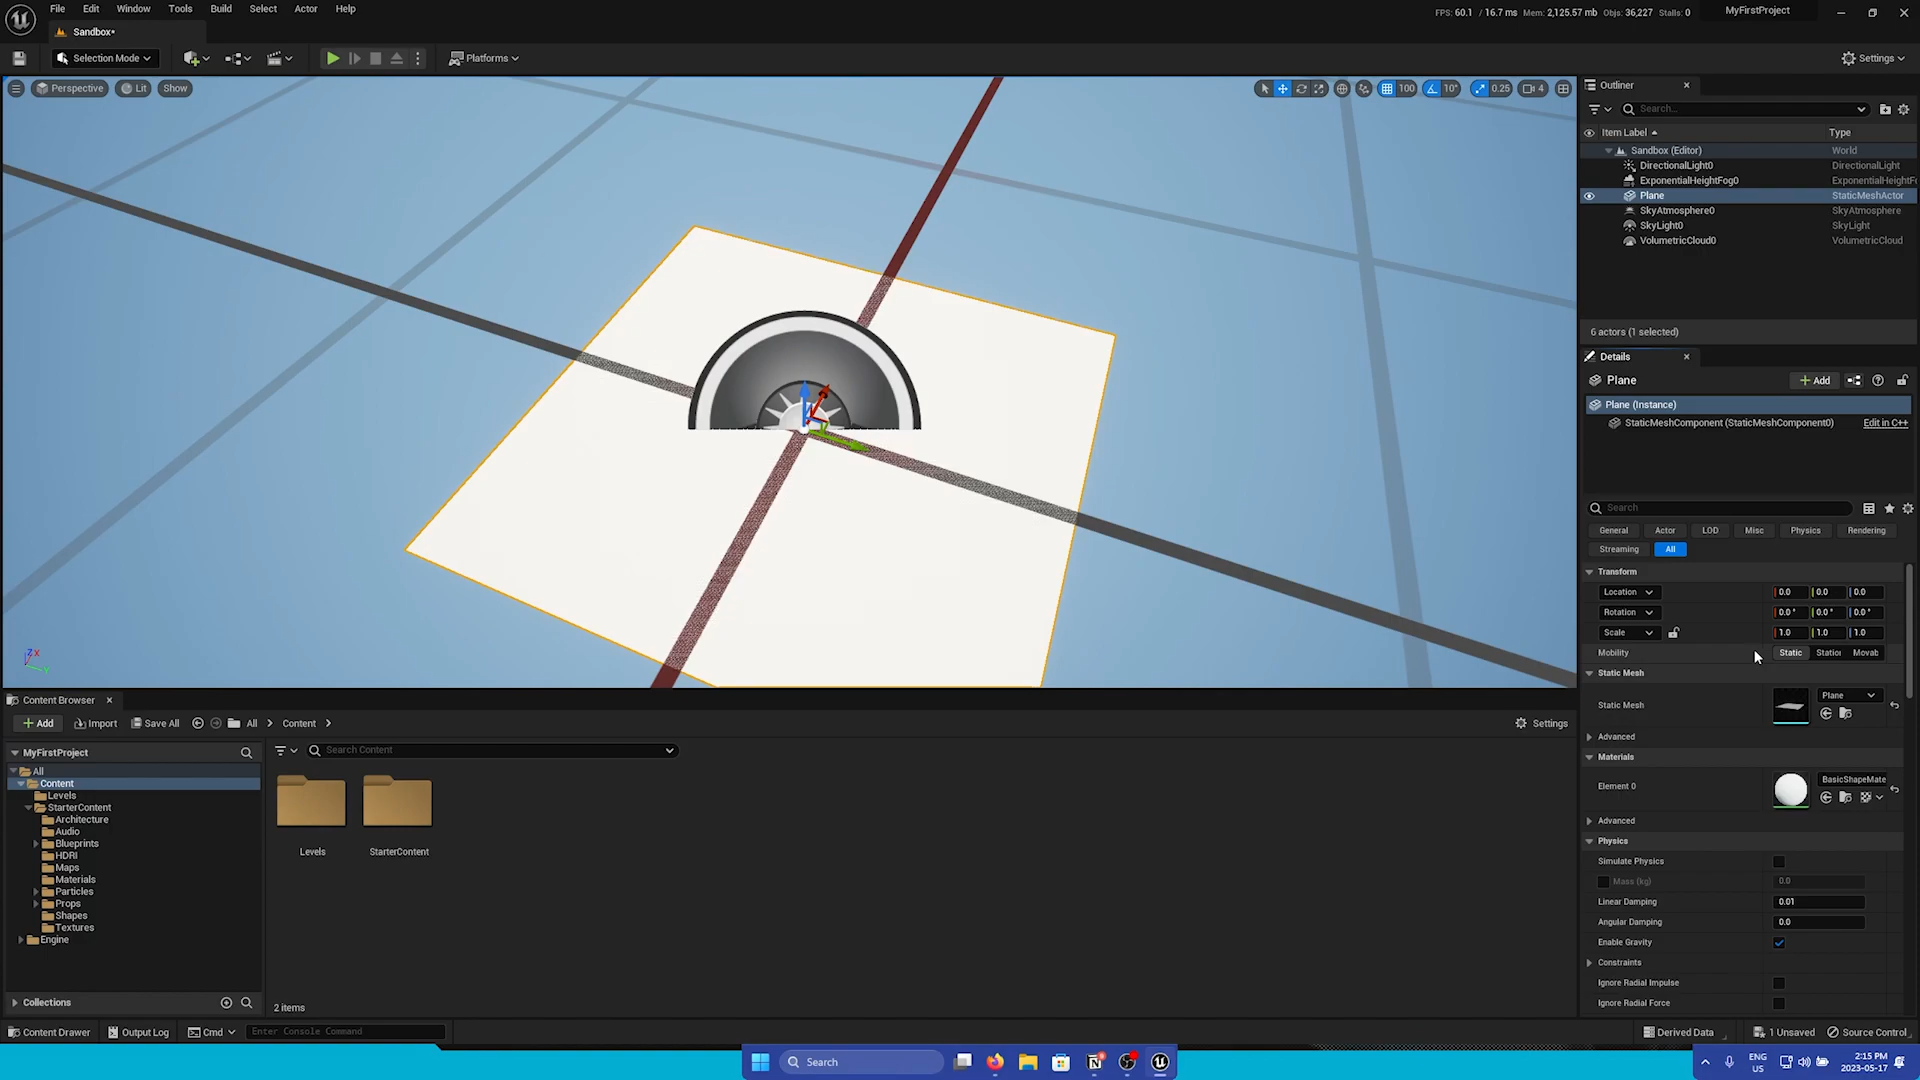 File Edit Window Tools Build Select Actor Help
FPS: 60.1 / 16.7 ms Mem: 2,125.57 mb Objs: 36,227 Stalls: 0
MyFirstProject
Sandbox*
Selection Mode
Platforms
Settings
Perspective Lit Show
100 10° 0.25 4
Outliner
Search...
Item Label Type
Sandbox (Editor) World
DirectionalLight0 DirectionalLight
ExponentialHeightFog0 ExponentialHeightFo
Plane StaticMeshActor
SkyAtmosphere0 SkyAtmosphere
SkyLight0 SkyLight
VolumetricCloud0 VolumetricCloud
6 actors (1 selected)
Details
Plane
Add
Plane (Instance)
StaticMeshComponent (StaticMeshComponent0) Edit in C++
Search
General Actor LOD Misc Physics Rendering
Streaming All
Transform
Location 0.0 0.0 0.0
Rotation 0.0° 0.0° 0.0°
Scale 1.0 1.0 1.0
Mobility Static Station Movab
Static Mesh
Static Mesh Plane
Advanced
Materials
Element 0 BasicShapeMate
Advanced
Physics
Simulate Physics
Mass (kg) 0.0
Linear Damping 0.01
Angular Damping 0.0
Enable Gravity
Constraints
Ignore Radial Impulse
Ignore Radial Force
Z X
Y
Content Browser
Add Import Save All All Content Settings
MyFirstProject
Search Content
All
Content
Levels
StarterContent
Architecture
Audio
Blueprints
HDRI
Maps
Materials
Particles
Props
Shapes
Textures
Engine
Levels StarterContent
Collections
2 items
Content Drawer Output Log Cmd Enter Console Command
Derived Data 1 Unsaved Source Control
Search
ENG
US
2:15 PM
2023-05-17